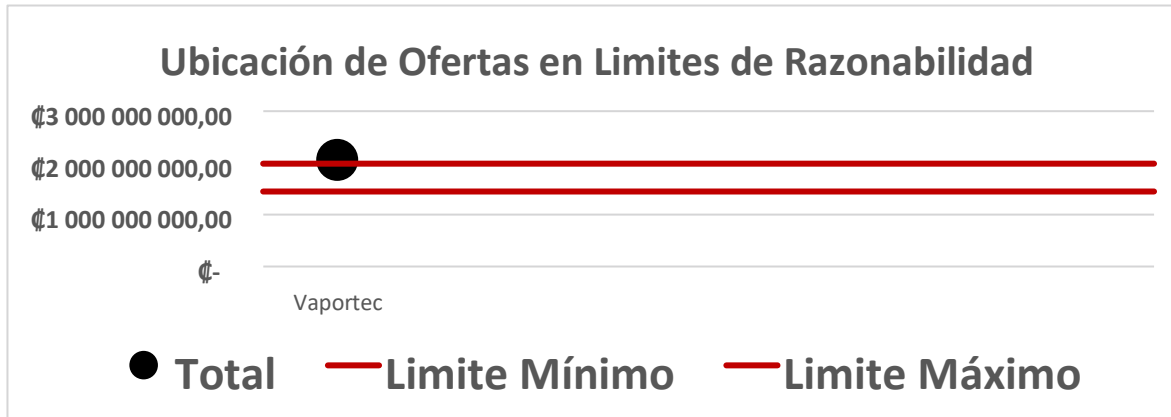 Ubicación de Ofertas en Limites de Razonabilidad
₡3 000 000 000,00
₡2 000 000 000,00
₡1 000 000 000,00
₡-
Vaportec
Total
Limite Mínimo
Limite Máximo